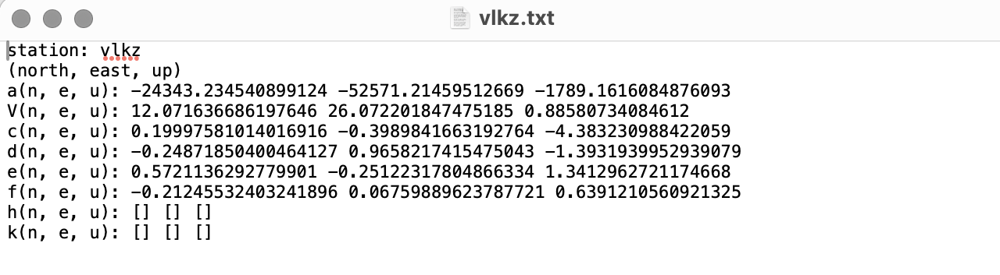 vlkz.txt
station: vlkz
(north, east, up)
a(n, e, u): -24343.234540899124 -52571.21459512669 -1789.1616084876093
V(n, e, u): 12.071636686197646 26.072201847475185 0.88580734084612
c(n, e, u): 0.19997581014016916 -0.3989841663192764 -4.383230988422059
d(n, e, u): -0.24871850400464127 0.9658217415475043 -1.3931939952939079
e(n, e, u): 0.5721136292779901 -0.25122317804866334 1.3412962721174668
f(n, e, u): -0.21245532403241896 0.06759889623787721 0.6391210560921325
h(n, e, u): [] [] []
k(n, e, u): [] [] []